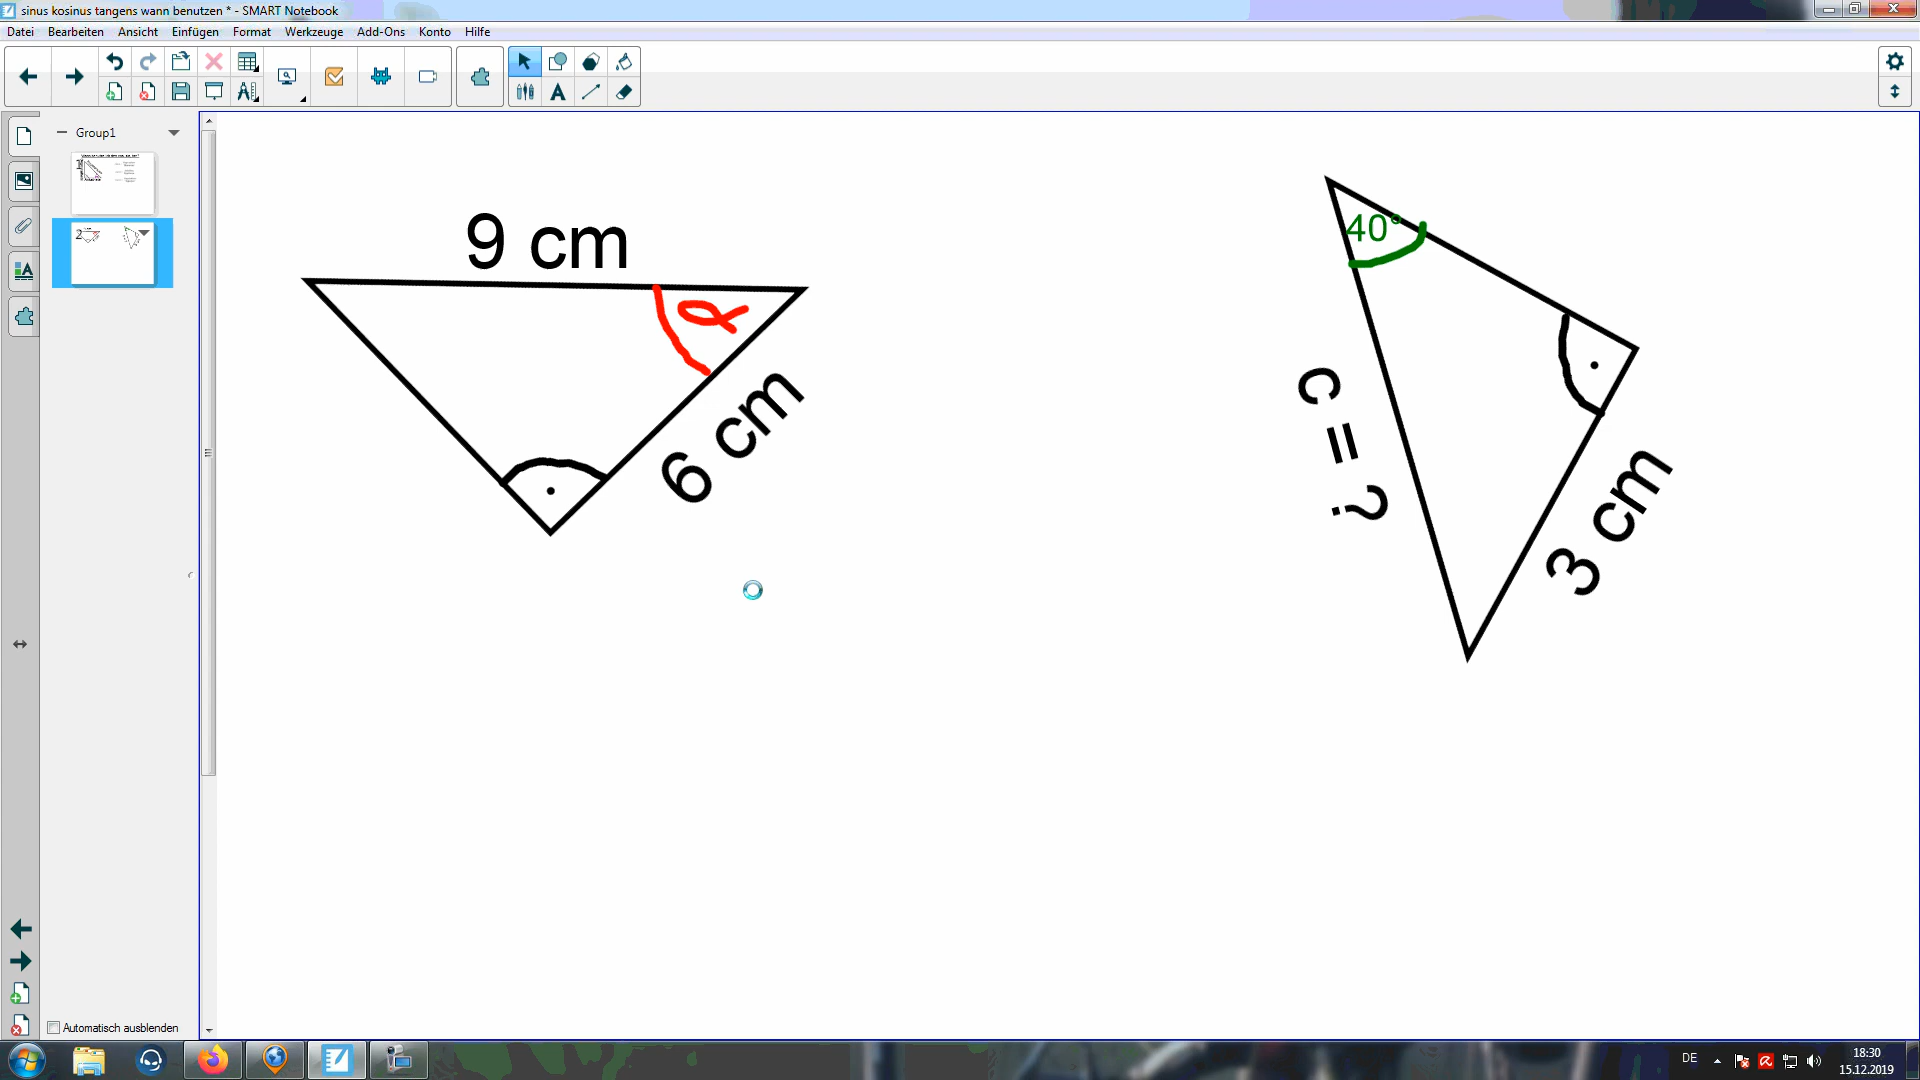 sinus kosinus tangens wann benutzen * - SMART Notebook
Datei Bearbeiten Ansicht Einfügen Format Werkzeuge Add-Ons Konto Hilfe
Group1
9 cm
α
6 cm
40°
c = ?
3 cm
Automatisch ausblenden
DE
18:30
15.12.2019